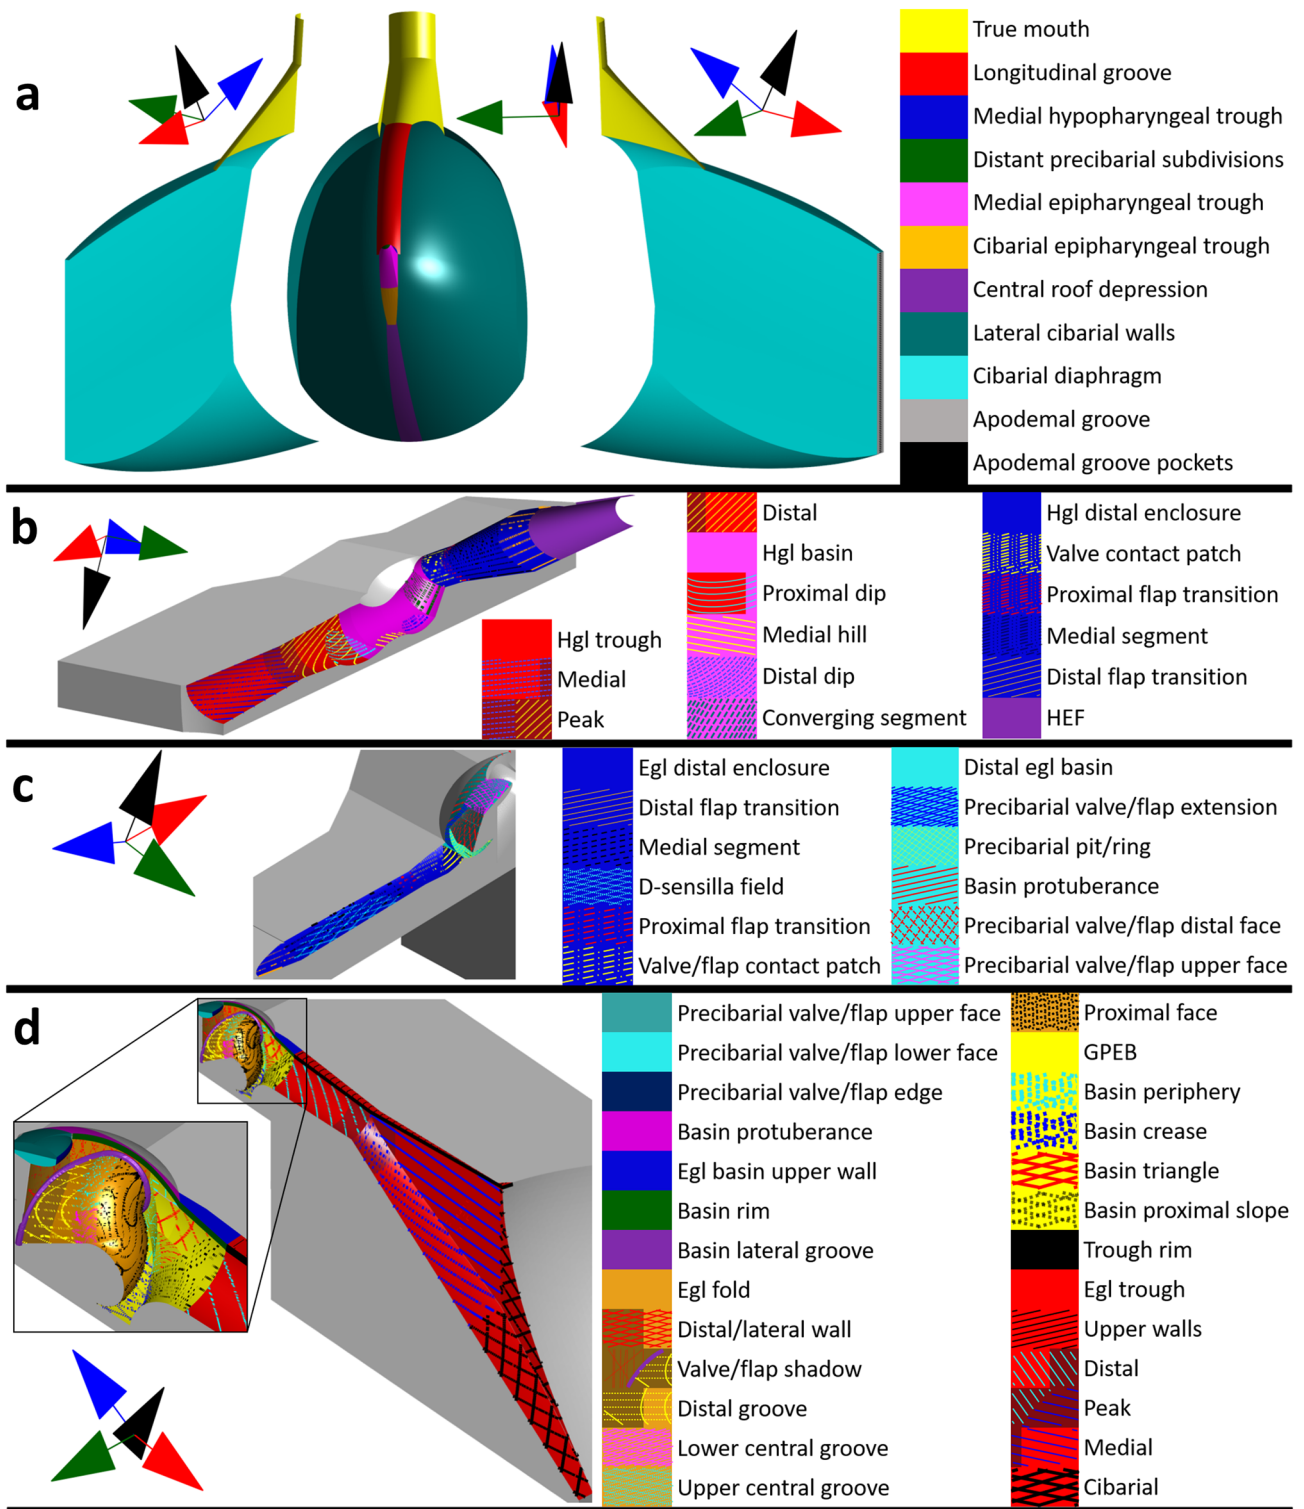 a
True mouth
Longitudinal groove
Medial hypopharyngeal trough
Distant precibarial subdivisions
Medial epipharyngeal trough
Cibarial epipharyngeal trough
Central roof depression
Lateral cibarial walls
Cibarial diaphragm
Apodemal groove
Apodemal groove pockets
b
Hgl trough
Medial
Peak
Distal
Hgl basin
Proximal dip
Medial hill
Distal dip
Converging segment
Hgl distal enclosure
Valve contact patch
Proximal flap transition
Medial segment
Distal flap transition
HEF
c
Egl distal enclosure
Distal flap transition
Medial segment
D-sensilla field
Proximal flap transition
Valve/flap contact patch
Distal egl basin
Precibarial valve/flap extension
Precibarial pit/ring
Basin protuberance
Precibarial valve/flap distal face
Precibarial valve/flap upper face
d
Precibarial valve/flap upper face
Precibarial valve/flap lower face
Precibarial valve/flap edge
Basin protuberance
Egl basin upper wall
Basin rim
Basin lateral groove
Egl fold
Distal/lateral wall
Valve/flap shadow
Distal groove
Lower central groove
Upper central groove
Proximal face
GPEB
Basin periphery
Basin crease
Basin triangle
Basin proximal slope
Trough rim
Egl trough
Upper walls
Distal
Peak
Medial
Cibarial